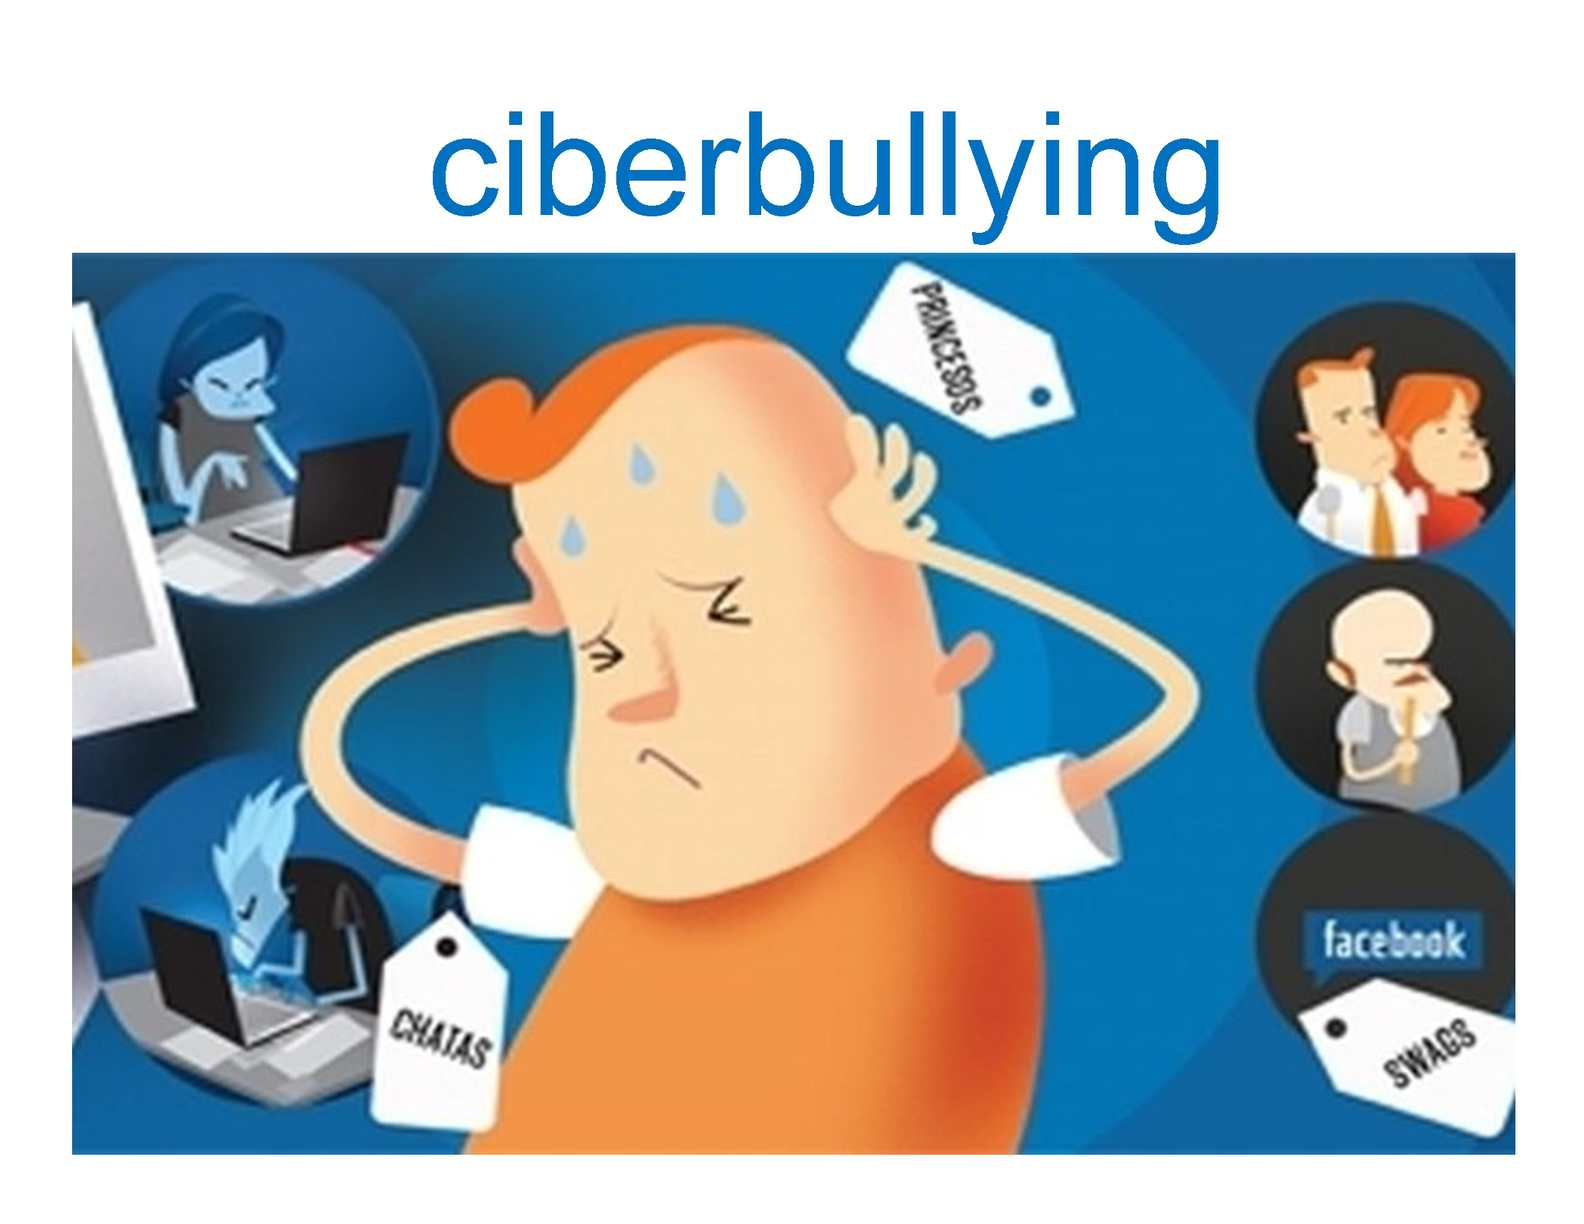 ciberbullying
PRINCESOS
facebook
CHATAS
SWAGS